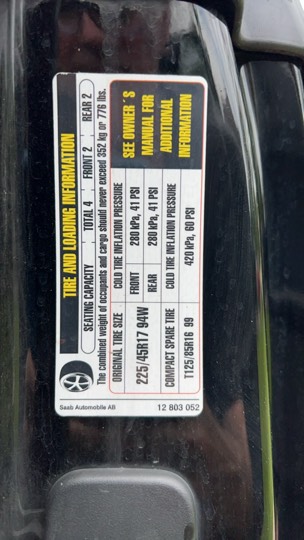 TIRE AND LOADING INFORMATION
SEATING CAPACITY TOTAL 4 FRONT 2 REAR 2
The combined weight of occupants and cargo should never exceed 352 kg or 776 lbs.
ORIGINAL TIRE SIZE COLD TIRE INFLATION PRESSURE
225/45R17 94W FRONT 280 kPa, 41 PSI
REAR 280 kPa, 41 PSI
COMPACT SPARE TIRE COLD TIRE INFLATION PRESSURE
T125/85R16 99 420 kPa, 60 PSI
SEE OWNER'S
MANUAL FOR
ADDITIONAL
INFORMATION
Saab Automobile AB 12 803 052